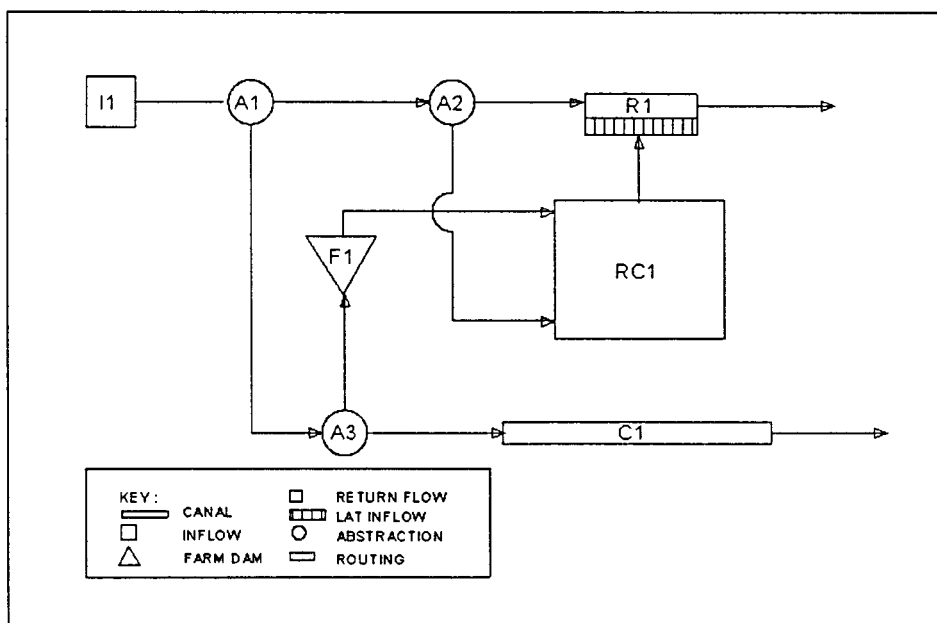 I1
A1
A2
R1
F1
RC1
A3
C1
KEY :
CANAL
RETURN FLOW
LAT INFLOW
INFLOW
ABSTRACTION
FARM DAM
ROUTING